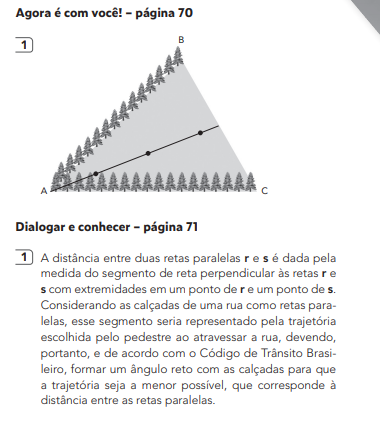 Agora é com você! – página 70
1
B
A
C
Dialogar e conhecer – página 71
1 A distância entre duas retas paralelas r e s é dada pela
medida do segmento de reta perpendicular às retas r e
s com extremidades em um ponto de r e um ponto de s.
Considerando as calçadas de uma rua como retas para-
lelas, esse segmento seria representado pela trajetória
escolhida pelo pedestre ao atravessar a rua, devendo,
portanto, e de acordo com o Código de Trânsito Brasi-
leiro, formar um ângulo reto com as calçadas para que
a trajetória seja a menor possível, que corresponde à
distância entre as retas paralelas.